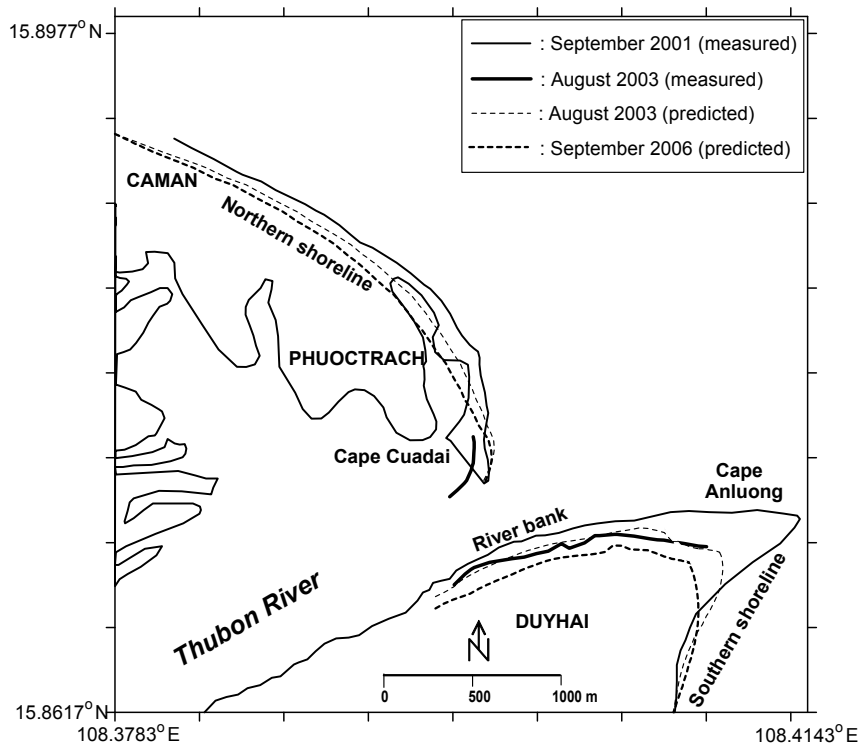 15.8977° N
: September 2001 (measured)
: August 2003 (measured)
: August 2003 (predicted)
: September 2006 (predicted)
CAMAN
Northern shoreline
PHUOCTRACH
Cape Cuadai
Cape
Anluong
River bank
Thubon River
DUYHAI
Southern shoreline
N
0 500 1000 m
15.8617° N
108.3783° E 108.4143° E